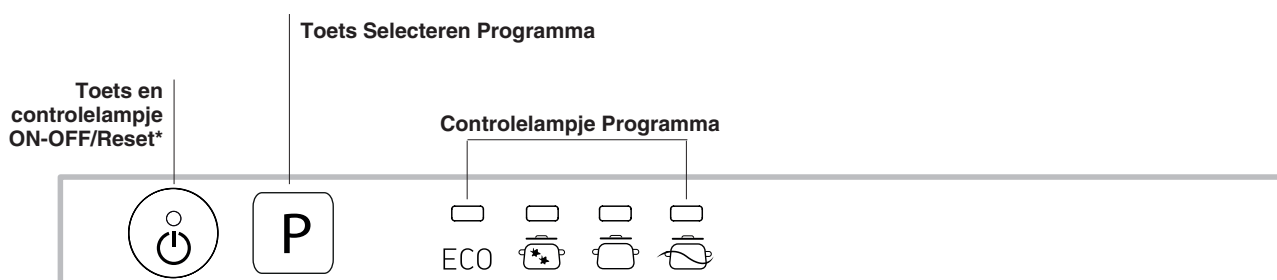 Toets Selecteren Programma
Toets en
controlelampje
ON-OFF/Reset*
Controlelampje Programma
P
ECO